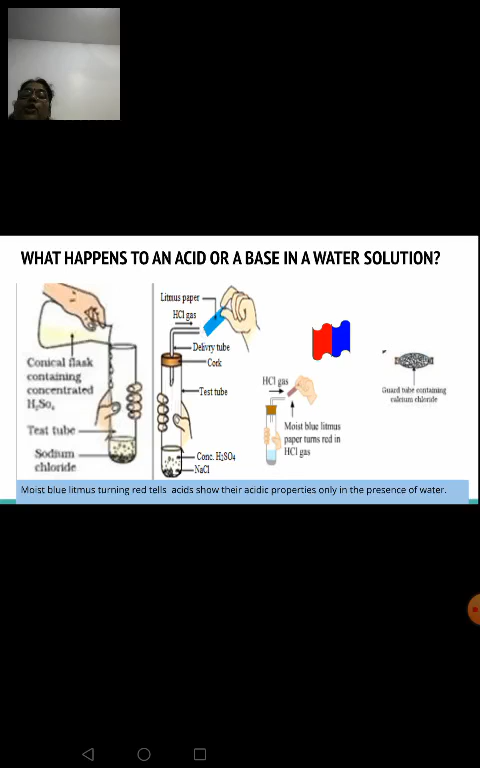 WHAT HAPPENS TO AN ACID OR A BASE IN A WATER SOLUTION?
Conical flask
containing
concentrated
H₂So₄
Test tube
Sodium
chloride
Litmus paper
HCl gas
Delivry tube
Cork
Test tube
Conc. H₂SO₄
NaCl
HCl gas
Moist blue litmus
paper turns red in
HCl gas
Guard tube containing
calcium chloride
Moist blue litmus turning red tells acids show their acidic properties only in the presence of water.